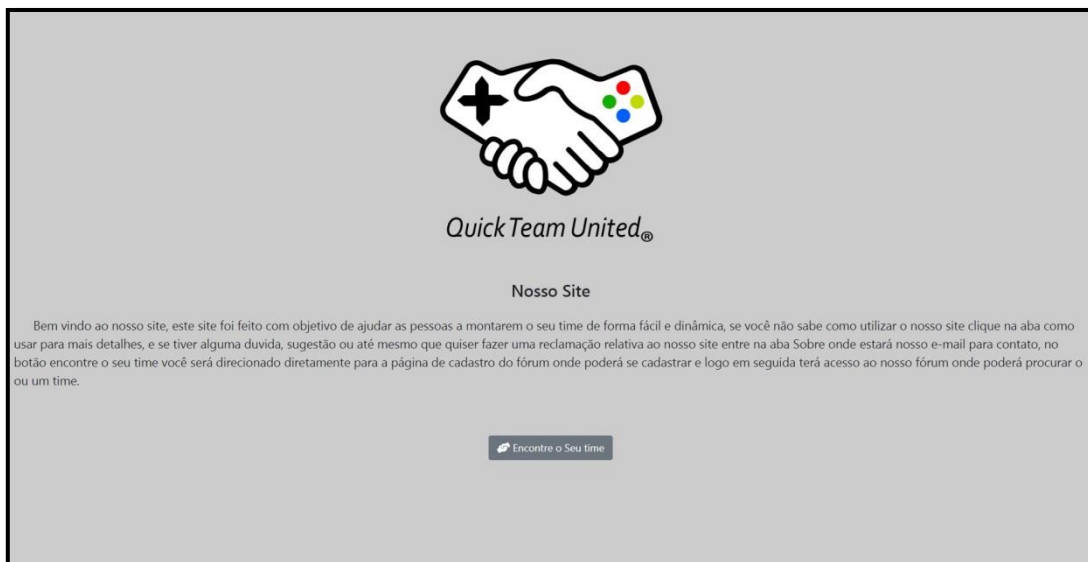 Quick Team United®
Nosso Site
Bem vindo ao nosso site, este site foi feito com objetivo de ajudar as pessoas a montarem o seu time de forma fácil e dinâmica, se você não sabe como utilizar o nosso site clique na aba como
usar para mais detalhes, e se tiver alguma duvida, sugestão ou até mesmo que quiser fazer uma reclamação relativa ao nosso site entre na aba Sobre onde estará nosso e-mail para contato, no
botão encontre o seu time você será direcionado diretamente para a página de cadastro do fórum onde poderá se cadastrar e logo em seguida terá acesso ao nosso fórum onde poderá procurar o
ou um time.
Encontre o Seu time